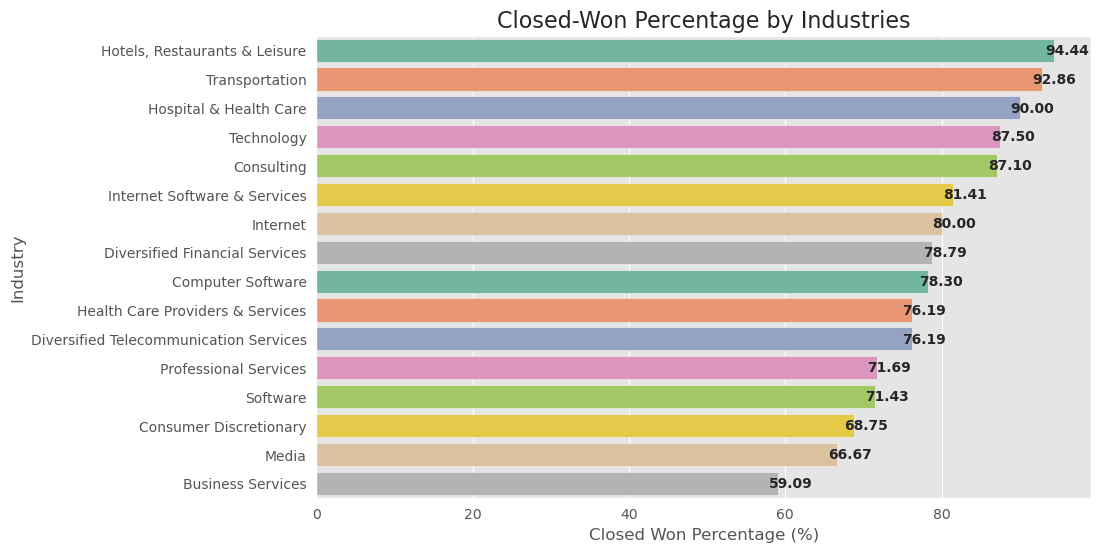 Closed-Won Percentage by Industries
Industry
Hotels, Restaurants & Leisure 94.44
Transportation 92.86
Hospital & Health Care 90.00
Technology 87.50
Consulting 87.10
Internet Software & Services 81.41
Internet 80.00
Diversified Financial Services 78.79
Computer Software 78.30
Health Care Providers & Services 76.19
Diversified Telecommunication Services 76.19
Professional Services 71.69
Software 71.43
Consumer Discretionary 68.75
Media 66.67
Business Services 59.09
0 20 40 60 80
Closed Won Percentage (%)